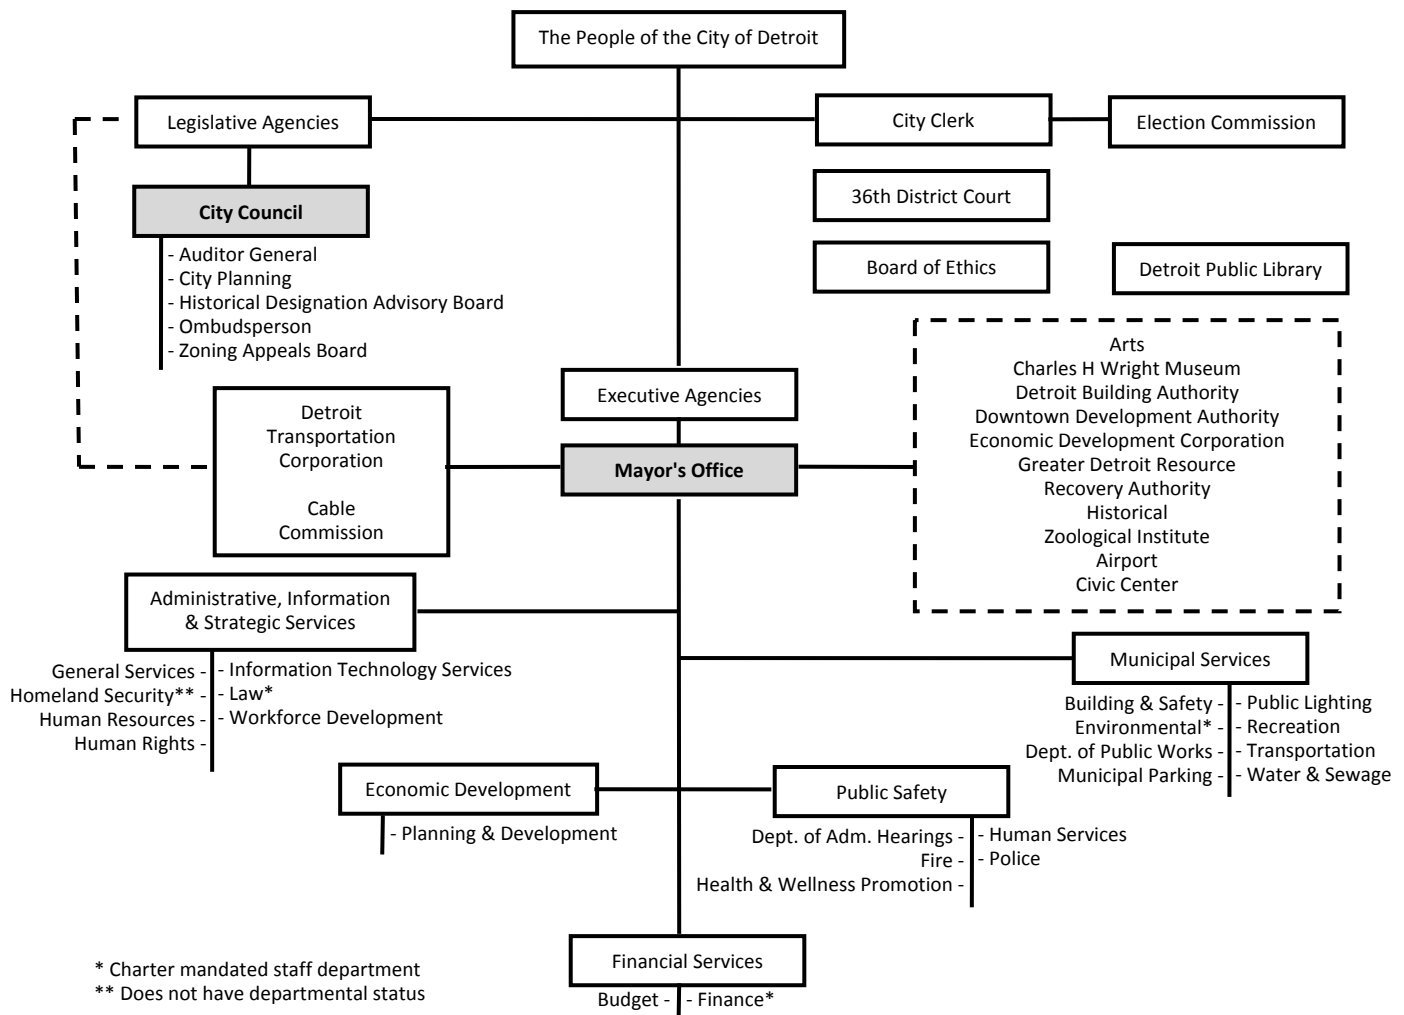 The People of the City of Detroit
Legislative Agencies
City Clerk
Election Commission
City Council
- Auditor General
- City Planning
- Historical Designation Advisory Board
- Ombudsperson
- Zoning Appeals Board
36th District Court
Board of Ethics
Detroit Public Library
Executive Agencies
Mayor's Office
Detroit
Transportation
Corporation
Cable
Commission
Arts
Charles H Wright Museum
Detroit Building Authority
Downtown Development Authority
Economic Development Corporation
Greater Detroit Resource
Recovery Authority
Historical
Zoological Institute
Airport
Civic Center
Administrative, Information
& Strategic Services
General Services -
Homeland Security** -
Human Resources -
Human Rights -
- Information Technology Services
- Law*
- Workforce Development
Municipal Services
Building & Safety -
Environmental* -
Dept. of Public Works -
Municipal Parking -
- Public Lighting
- Recreation
- Transportation
- Water & Sewage
Economic Development
- Planning & Development
Public Safety
Dept. of Adm. Hearings -
Fire -
Health & Wellness Promotion -
- Human Services
- Police
Financial Services
Budget -
- Finance*
* Charter mandated staff department
** Does not have departmental status